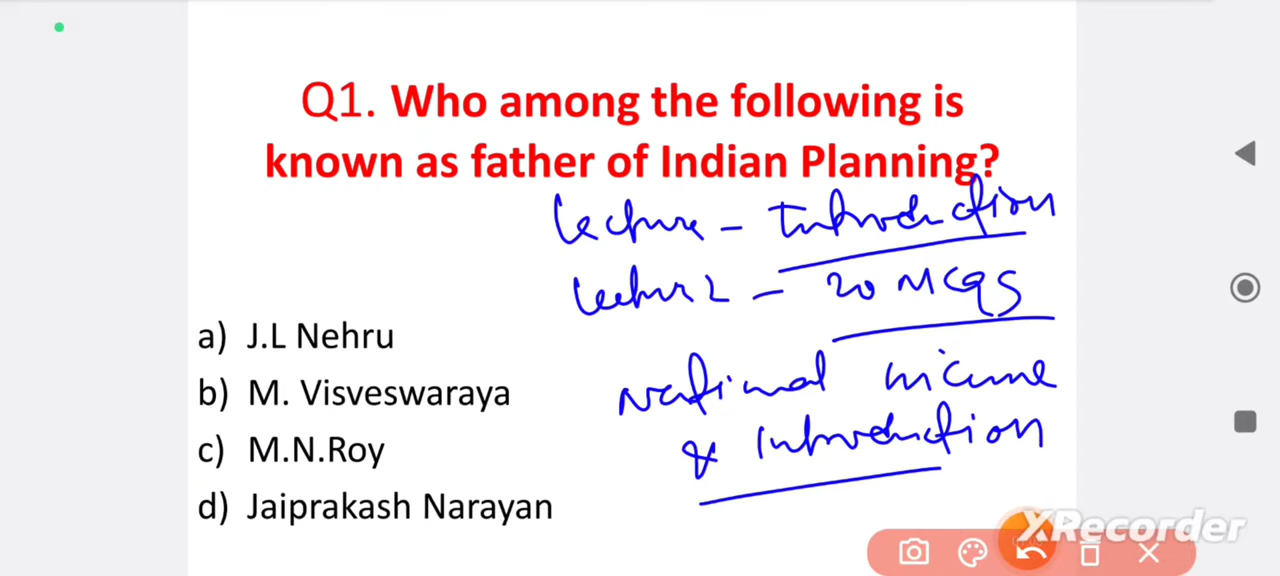 Q1. Who among the following is
known as father of Indian Planning?
Lecture - Introduction
Lecture 2 - 20 MCQS
a) J.L Nehru
National income
b) M. Visveswaraya
& Introduction
c) M.N.Roy
d) Jaiprakash Narayan
XRecorder